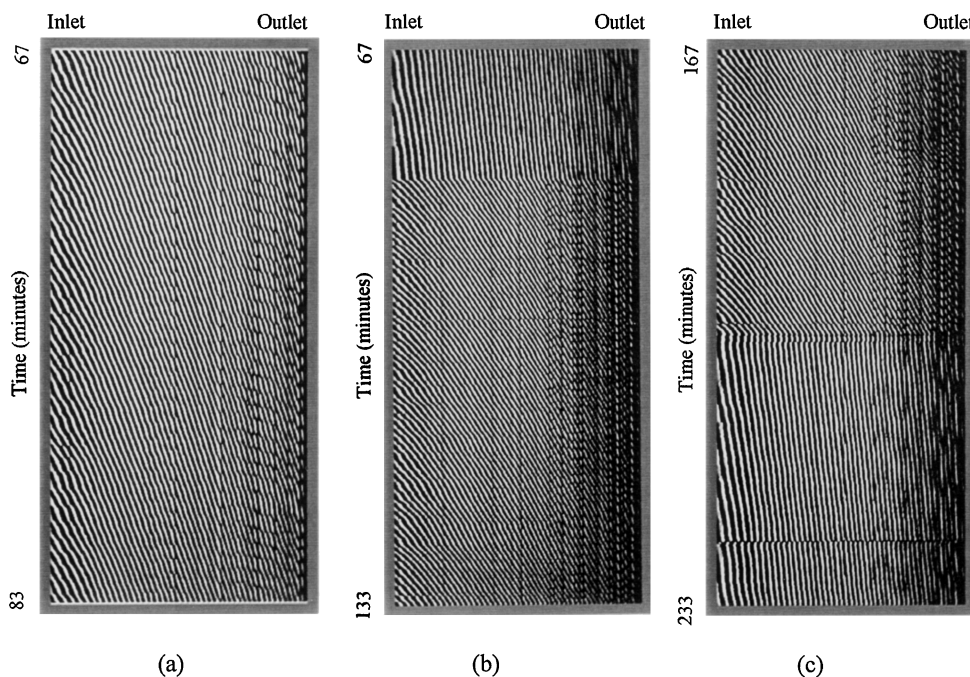 Inlet Outlet
67
Time (minutes)
83
(a)
Inlet Outlet
67
Time (minutes)
133
(b)
Inlet Outlet
167
Time (minutes)
233
(c)